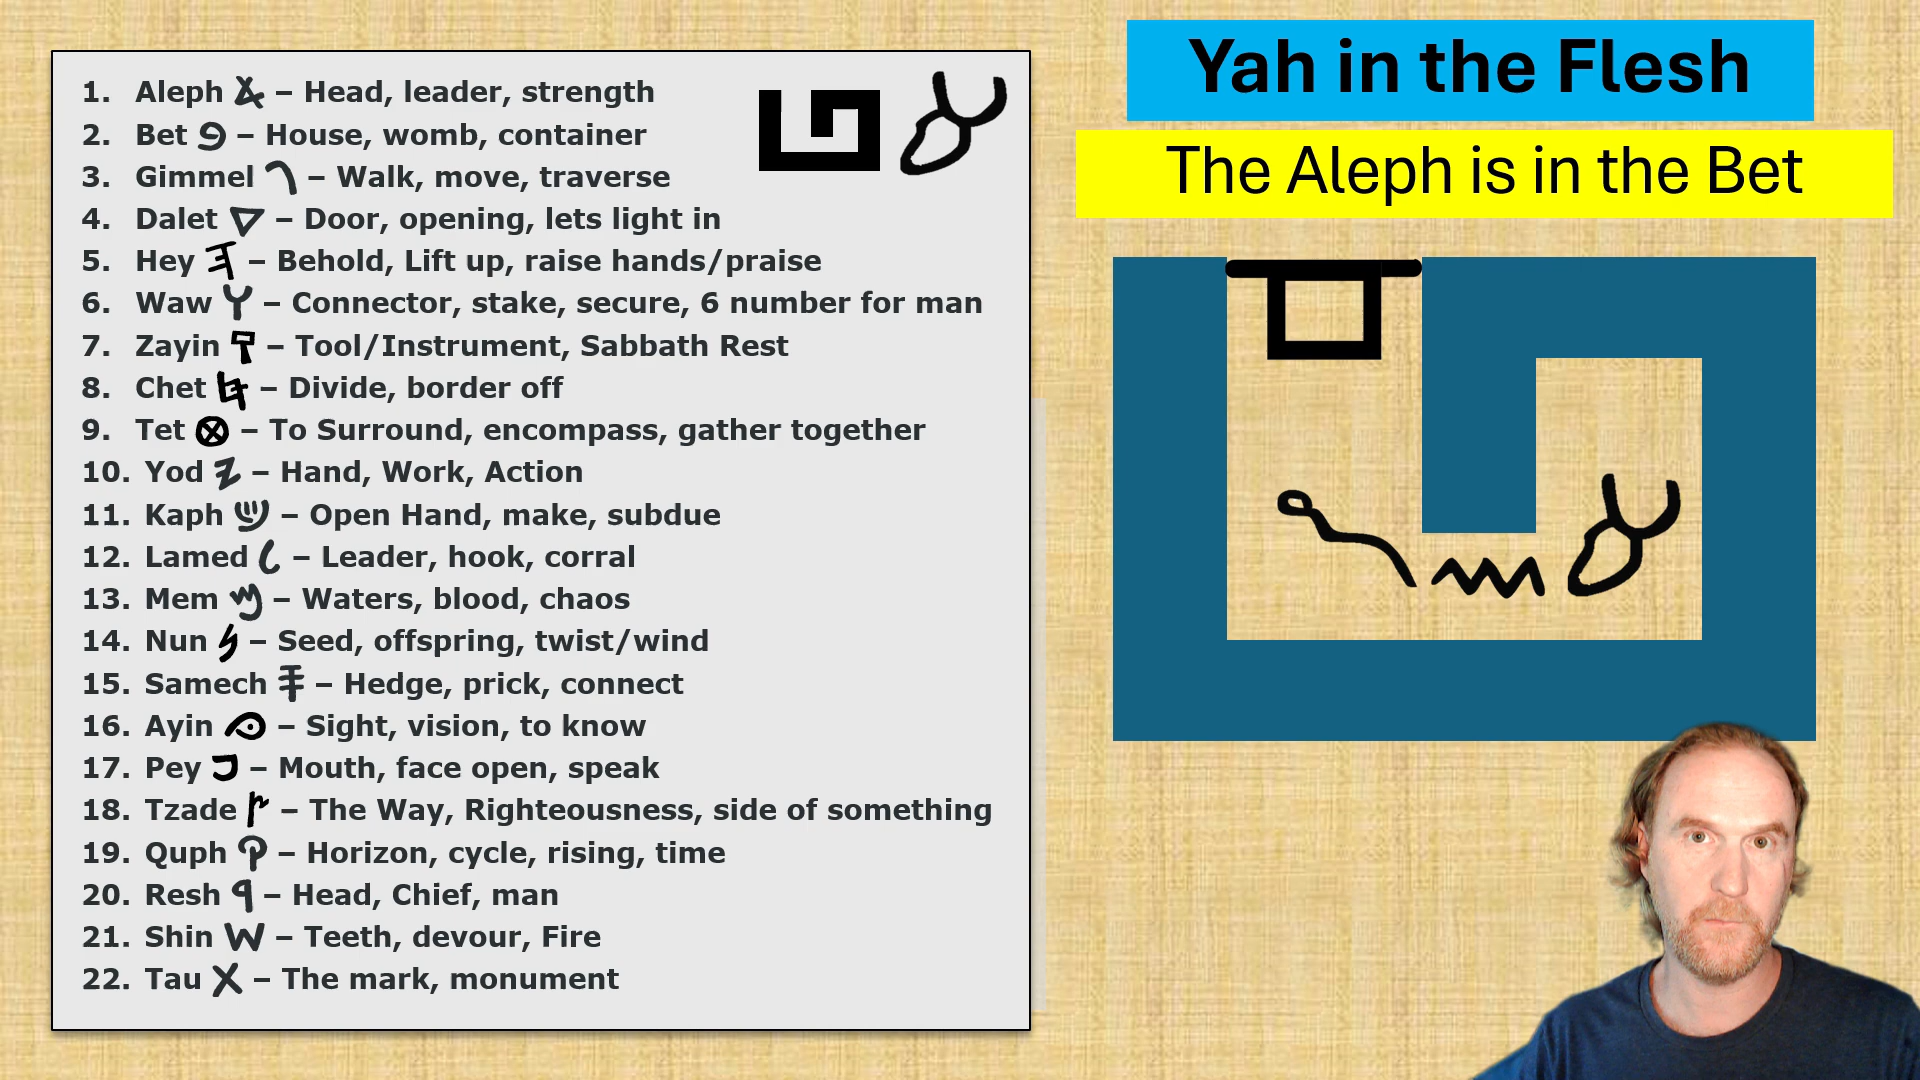 1. Aleph 𐤀 – Head, leader, strength
2. Bet 𐤁 – House, womb, container
3. Gimmel 𐤂 – Walk, move, traverse
4. Dalet 𐤃 – Door, opening, lets light in
5. Hey 𐤄 – Behold, Lift up, raise hands/praise
6. Waw 𐤅 – Connector, stake, secure, 6 number for man
7. Zayin 𐤆 – Tool/Instrument, Sabbath Rest
8. Chet 𐤇 – Divide, border off
9. Tet 𐤈 – To Surround, encompass, gather together
10. Yod 𐤉 – Hand, Work, Action
11. Kaph 𐤊 – Open Hand, make, subdue
12. Lamed 𐤋 – Leader, hook, corral
13. Mem 𐤌 – Waters, blood, chaos
14. Nun 𐤍 – Seed, offspring, twist/wind
15. Samech 𐤎 – Hedge, prick, connect
16. Ayin 𐤏 – Sight, vision, to know
17. Pey 𐤐 – Mouth, face open, speak
18. Tzade 𐤑 – The Way, Righteousness, side of something
19. Quph 𐤒 – Horizon, cycle, rising, time
20. Resh 𐤓 – Head, Chief, man
21. Shin 𐤔 – Teeth, devour, Fire
22. Tau 𐤕 – The mark, monument
Yah in the Flesh
The Aleph is in the Bet